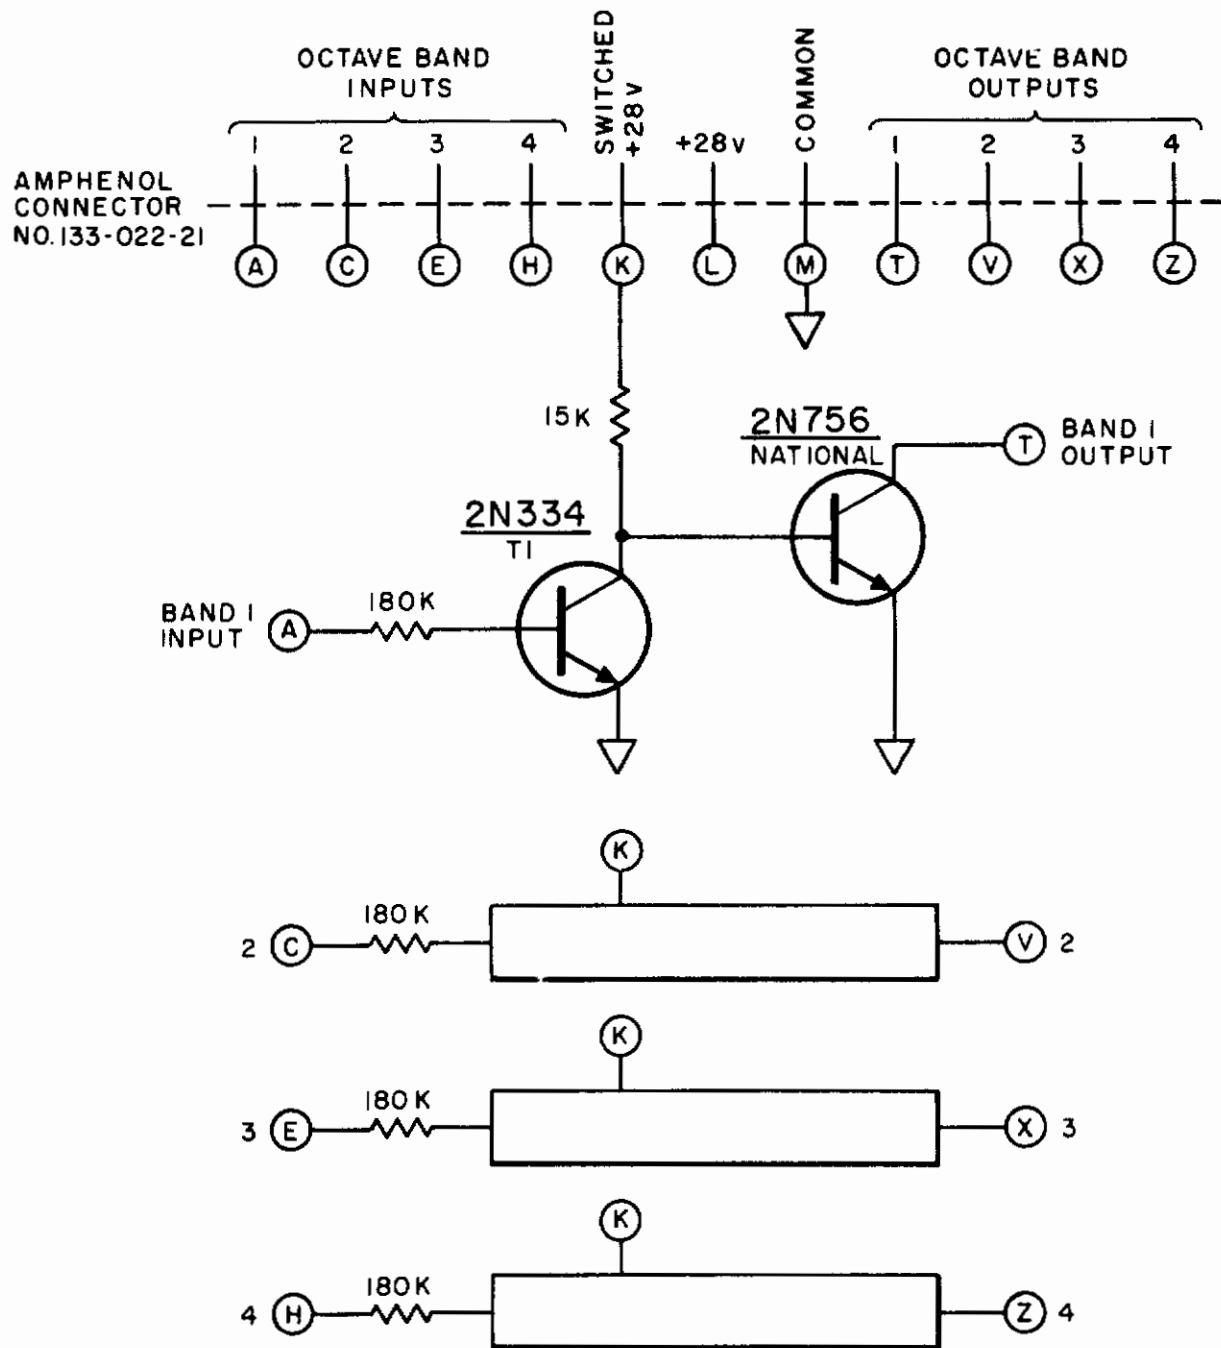 OCTAVE BAND
INPUTS
SWITCHED
+28V
COMMON
OCTAVE BAND
OUTPUTS
1 2 3 4 +28V 1 2 3 4
AMPHENOL
CONNECTOR
NO. 133-022-21
A C E H K L M T V X Z
15K
2N756
NATIONAL
T
BAND 1
OUTPUT
2N334
TI
BAND 1
INPUT
A
180K
K
2 C 180K V 2
K
3 E 180K X 3
K
4 H 180K Z 4